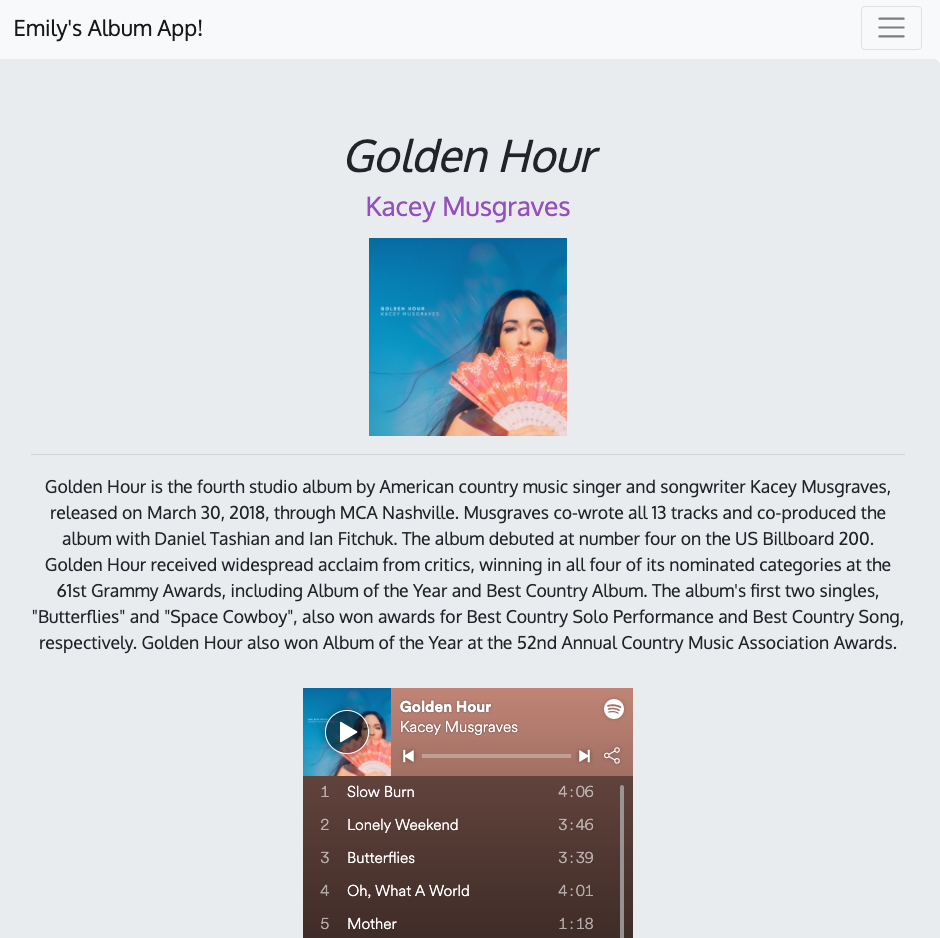 Emily's Album App!
Golden Hour
Kacey Musgraves
GOLDEN HOUR
KACEY MUSGRAVES
Golden Hour is the fourth studio album by American country music singer and songwriter Kacey Musgraves,
released on March 30, 2018, through MCA Nashville. Musgraves co-wrote all 13 tracks and co-produced the
album with Daniel Tashian and Ian Fitchuk. The album debuted at number four on the US Billboard 200.
Golden Hour received widespread acclaim from critics, winning in all four of its nominated categories at the
61st Grammy Awards, including Album of the Year and Best Country Album. The album's first two singles,
"Butterflies" and "Space Cowboy", also won awards for Best Country Solo Performance and Best Country Song,
respectively. Golden Hour also won Album of the Year at the 52nd Annual Country Music Association Awards.
Golden Hour
Kacey Musgraves
1 Slow Burn 4:06
2 Lonely Weekend 3:46
3 Butterflies 3:39
4 Oh, What A World 4:01
5 Mother 1:18